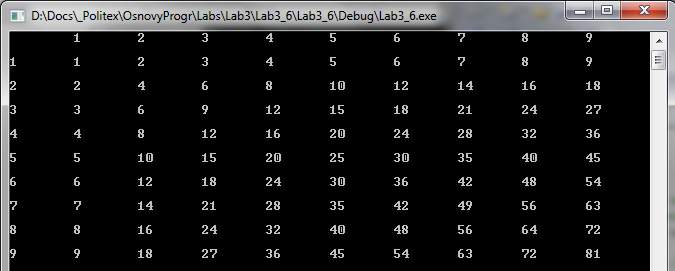 D:\Docs\_Politex\OsnovyProgr\Labs\Lab3\Lab3_6\Lab3_6\Debug\Lab3_6.exe
1 2 3 4 5 6 7 8 9
1 1 2 3 4 5 6 7 8 9
2 2 4 6 8 10 12 14 16 18
3 3 6 9 12 15 18 21 24 27
4 4 8 12 16 20 24 28 32 36
5 5 10 15 20 25 30 35 40 45
6 6 12 18 24 30 36 42 48 54
7 7 14 21 28 35 42 49 56 63
8 8 16 24 32 40 48 56 64 72
9 9 18 27 36 45 54 63 72 81